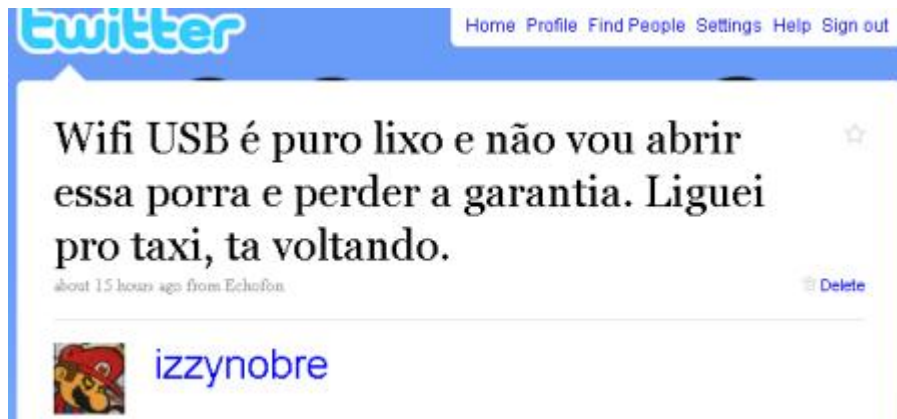 twitter
Home Profile Find People Settings Help Sign out
Wifi USB é puro lixo e não vou abrir
essa porra e perder a garantia. Liguei
pro taxi, ta voltando.
about 15 hours ago from Echofon
Delete
izzynobre